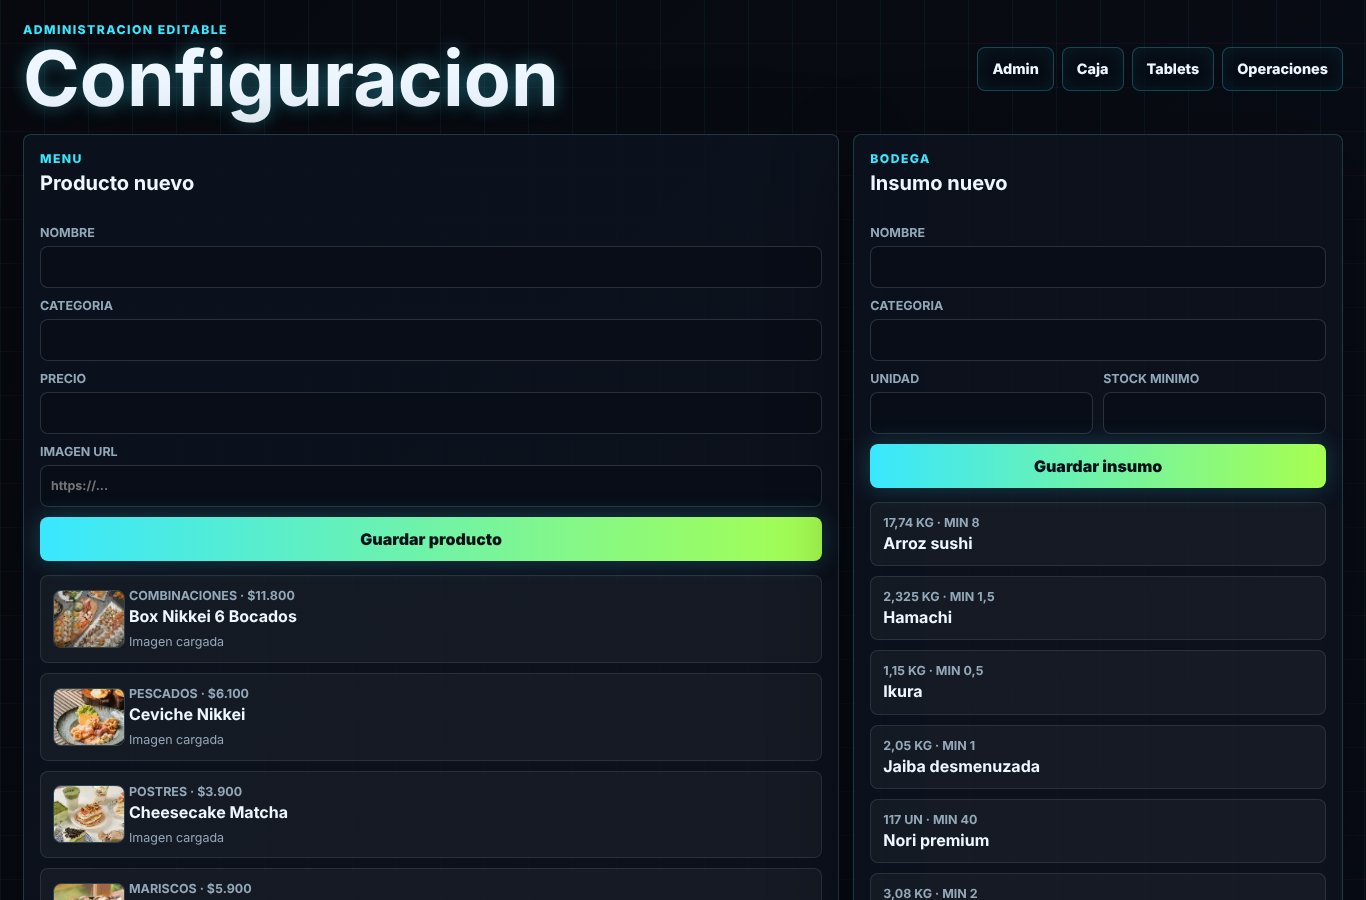 ADMINISTRACION EDITABLE
Configuracion
Admin
Caja
Tablets
Operaciones
MENU
Producto nuevo
NOMBRE
CATEGORIA
PRECIO
IMAGEN URL
https://...
Guardar producto
COMBINACIONES · $11.800
Box Nikkei 6 Bocados
Imagen cargada
PESCADOS · $6.100
Ceviche Nikkei
Imagen cargada
POSTRES · $3.900
Cheesecake Matcha
Imagen cargada
MARISCOS · $5.900
BODEGA
Insumo nuevo
NOMBRE
CATEGORIA
UNIDAD
STOCK MINIMO
Guardar insumo
17,74 KG · MIN 8
Arroz sushi
2,325 KG · MIN 1,5
Hamachi
1,15 KG · MIN 0,5
Ikura
2,05 KG · MIN 1
Jaiba desmenuzada
117 UN · MIN 40
Nori premium
3,08 KG · MIN 2